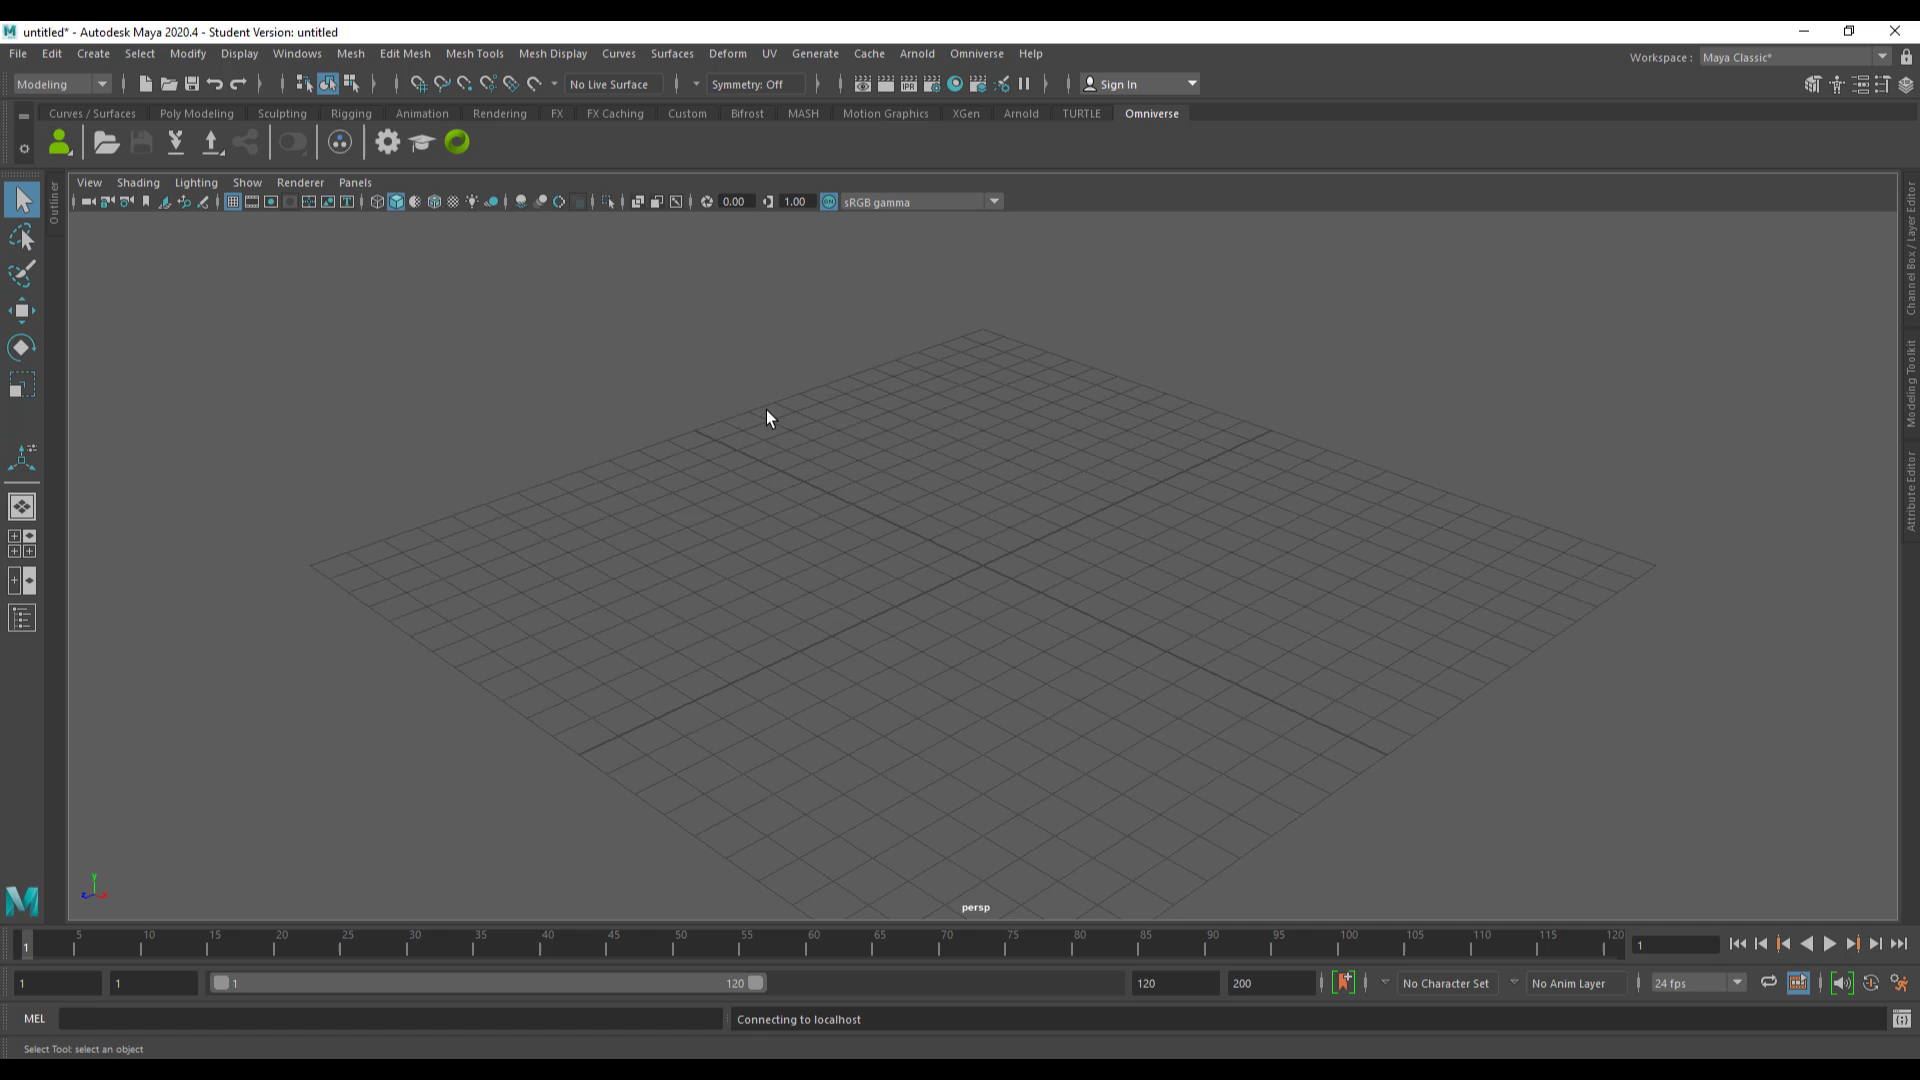 untitled* - Autodesk Maya 2020.4 - Student Version: untitled
File Edit Create Select Modify Display Windows Mesh Edit Mesh Mesh Tools Mesh Display Curves Surfaces Deform UV Generate Cache Arnold Omniverse Help
Workspace : Maya Classic*
Modeling No Live Surface Symmetry: Off IPR Sign In
Curves / Surfaces Poly Modeling Sculpting Rigging Animation Rendering FX FX Caching Custom Bifrost MASH Motion Graphics XGen Arnold TURTLE Omniverse
Outliner
View Shading Lighting Show Renderer Panels
0.00 1.00 ON sRGB gamma
Channel Box / Layer Editor
Modeling Toolkit
Attribute Editor
y
z x
persp
M
5 10 15 20 25 30 35 40 45 50 55 60 65 70 75 80 85 90 95 100 105 110 115 120
1 1
1 1 1 120 120 200 No Character Set No Anim Layer 24 fps
MEL Connecting to localhost
Select Tool: select an object